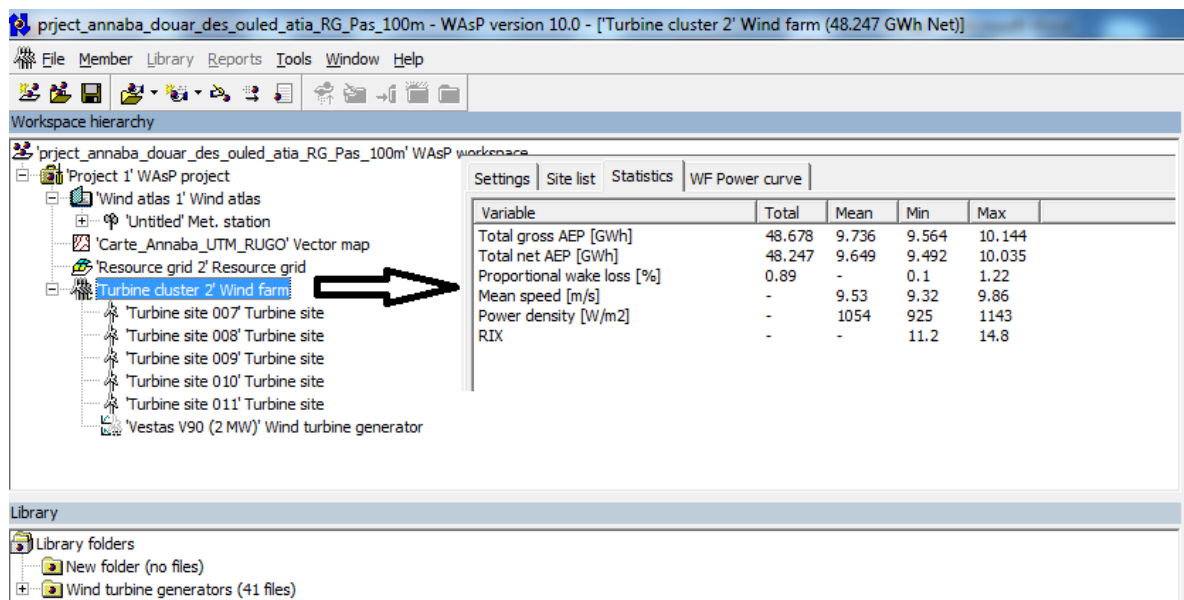 prject_annaba_douar_des_ouled_atia_RG_Pas_100m - WAsP version 10.0 - ['Turbine cluster 2' Wind farm (48.247 GWh Net)]
File Member Library Reports Tools Window Help
Workspace hierarchy
'prject_annaba_douar_des_ouled_atia_RG_Pas_100m' WAsP workspace
'Project 1' WAsP project
'Wind atlas 1' Wind atlas
'Untitled' Met. station
'Carte_Annaba_UTM_RUGO' Vector map
'Resource grid 2' Resource grid
'Turbine cluster 2' Wind farm
'Turbine site 007' Turbine site
'Turbine site 008' Turbine site
'Turbine site 009' Turbine site
'Turbine site 010' Turbine site
'Turbine site 011' Turbine site
'Vestas V90 (2 MW)' Wind turbine generator
Settings Site list Statistics WF Power curve
Variable Total Mean Min Max
Total gross AEP [GWh] 48.678 9.736 9.564 10.144
Total net AEP [GWh] 48.247 9.649 9.492 10.035
Proportional wake loss [%] 0.89 - 0.1 1.22
Mean speed [m/s] - 9.53 9.32 9.86
Power density [W/m2] - 1054 925 1143
RIX - - 11.2 14.8
Library
Library folders
New folder (no files)
Wind turbine generators (41 files)